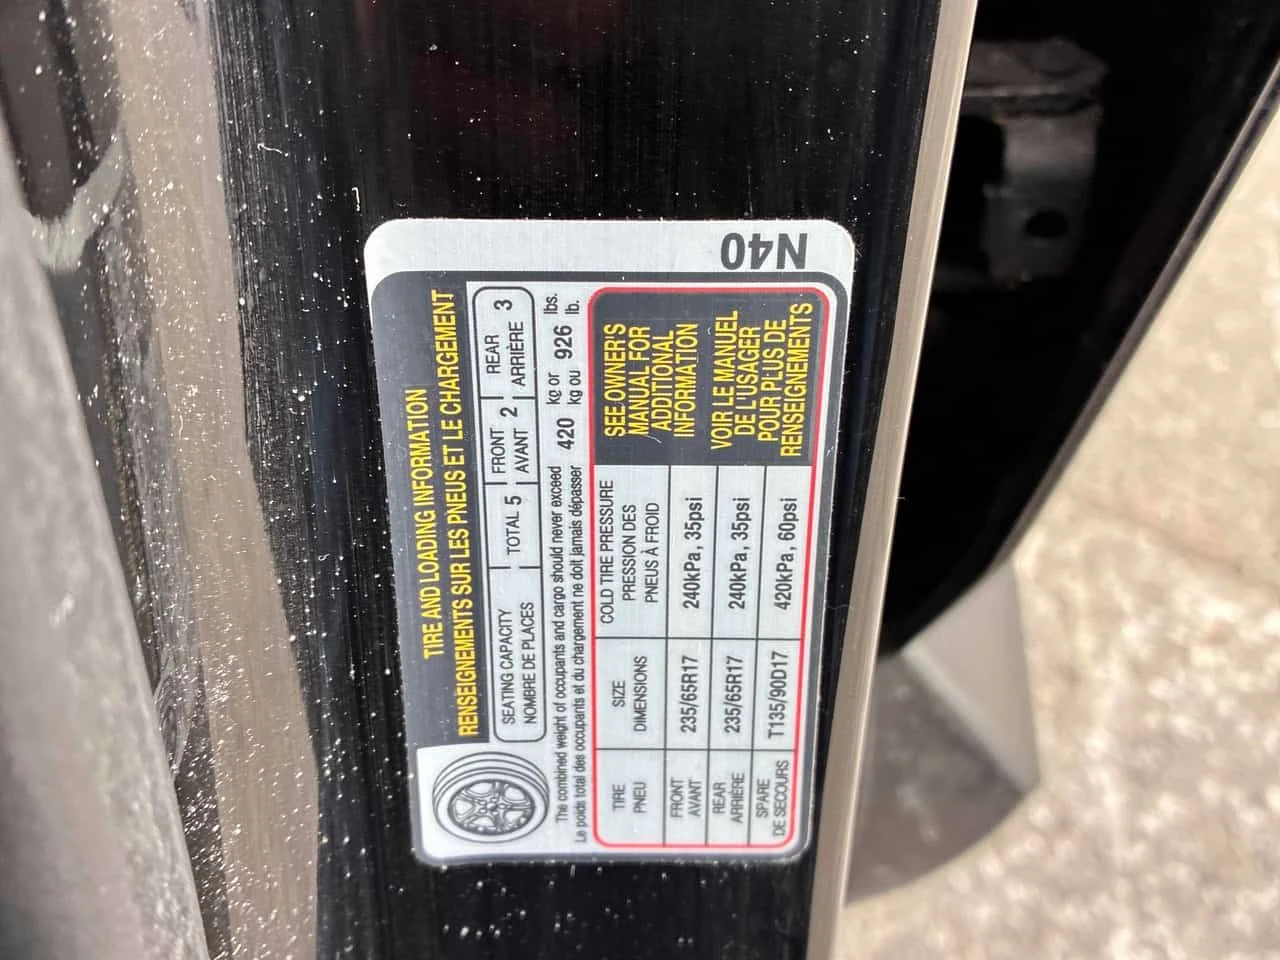 TIRE AND LOADING INFORMATION
RENSEIGNEMENTS SUR LES PNEUS ET LE CHARGEMENT
SEATING CAPACITY
NOMBRE DE PLACES
TOTAL 5
FRONT
AVANT 2
REAR
ARRIÈRE 3
The combined weight of occupants and cargo should never exceed 420 kg or 926 lbs.
Le poids total des occupants et du chargement ne doit jamais dépasser kg ou lb.
TIRE
PNEU
SIZE
DIMENSIONS
COLD TIRE PRESSURE
PRESSION DES
PNEUS À FROID
FRONT
AVANT
235/65R17
240kPa, 35psi
REAR
ARRIÈRE
235/65R17
240kPa, 35psi
SPARE
DE SECOURS
T135/90D17
420kPa, 60psi
SEE OWNER'S
MANUAL FOR
ADDITIONAL
INFORMATION
VOIR LE MANUEL
DE L'USAGER
POUR PLUS DE
RENSEIGNEMENTS
N40